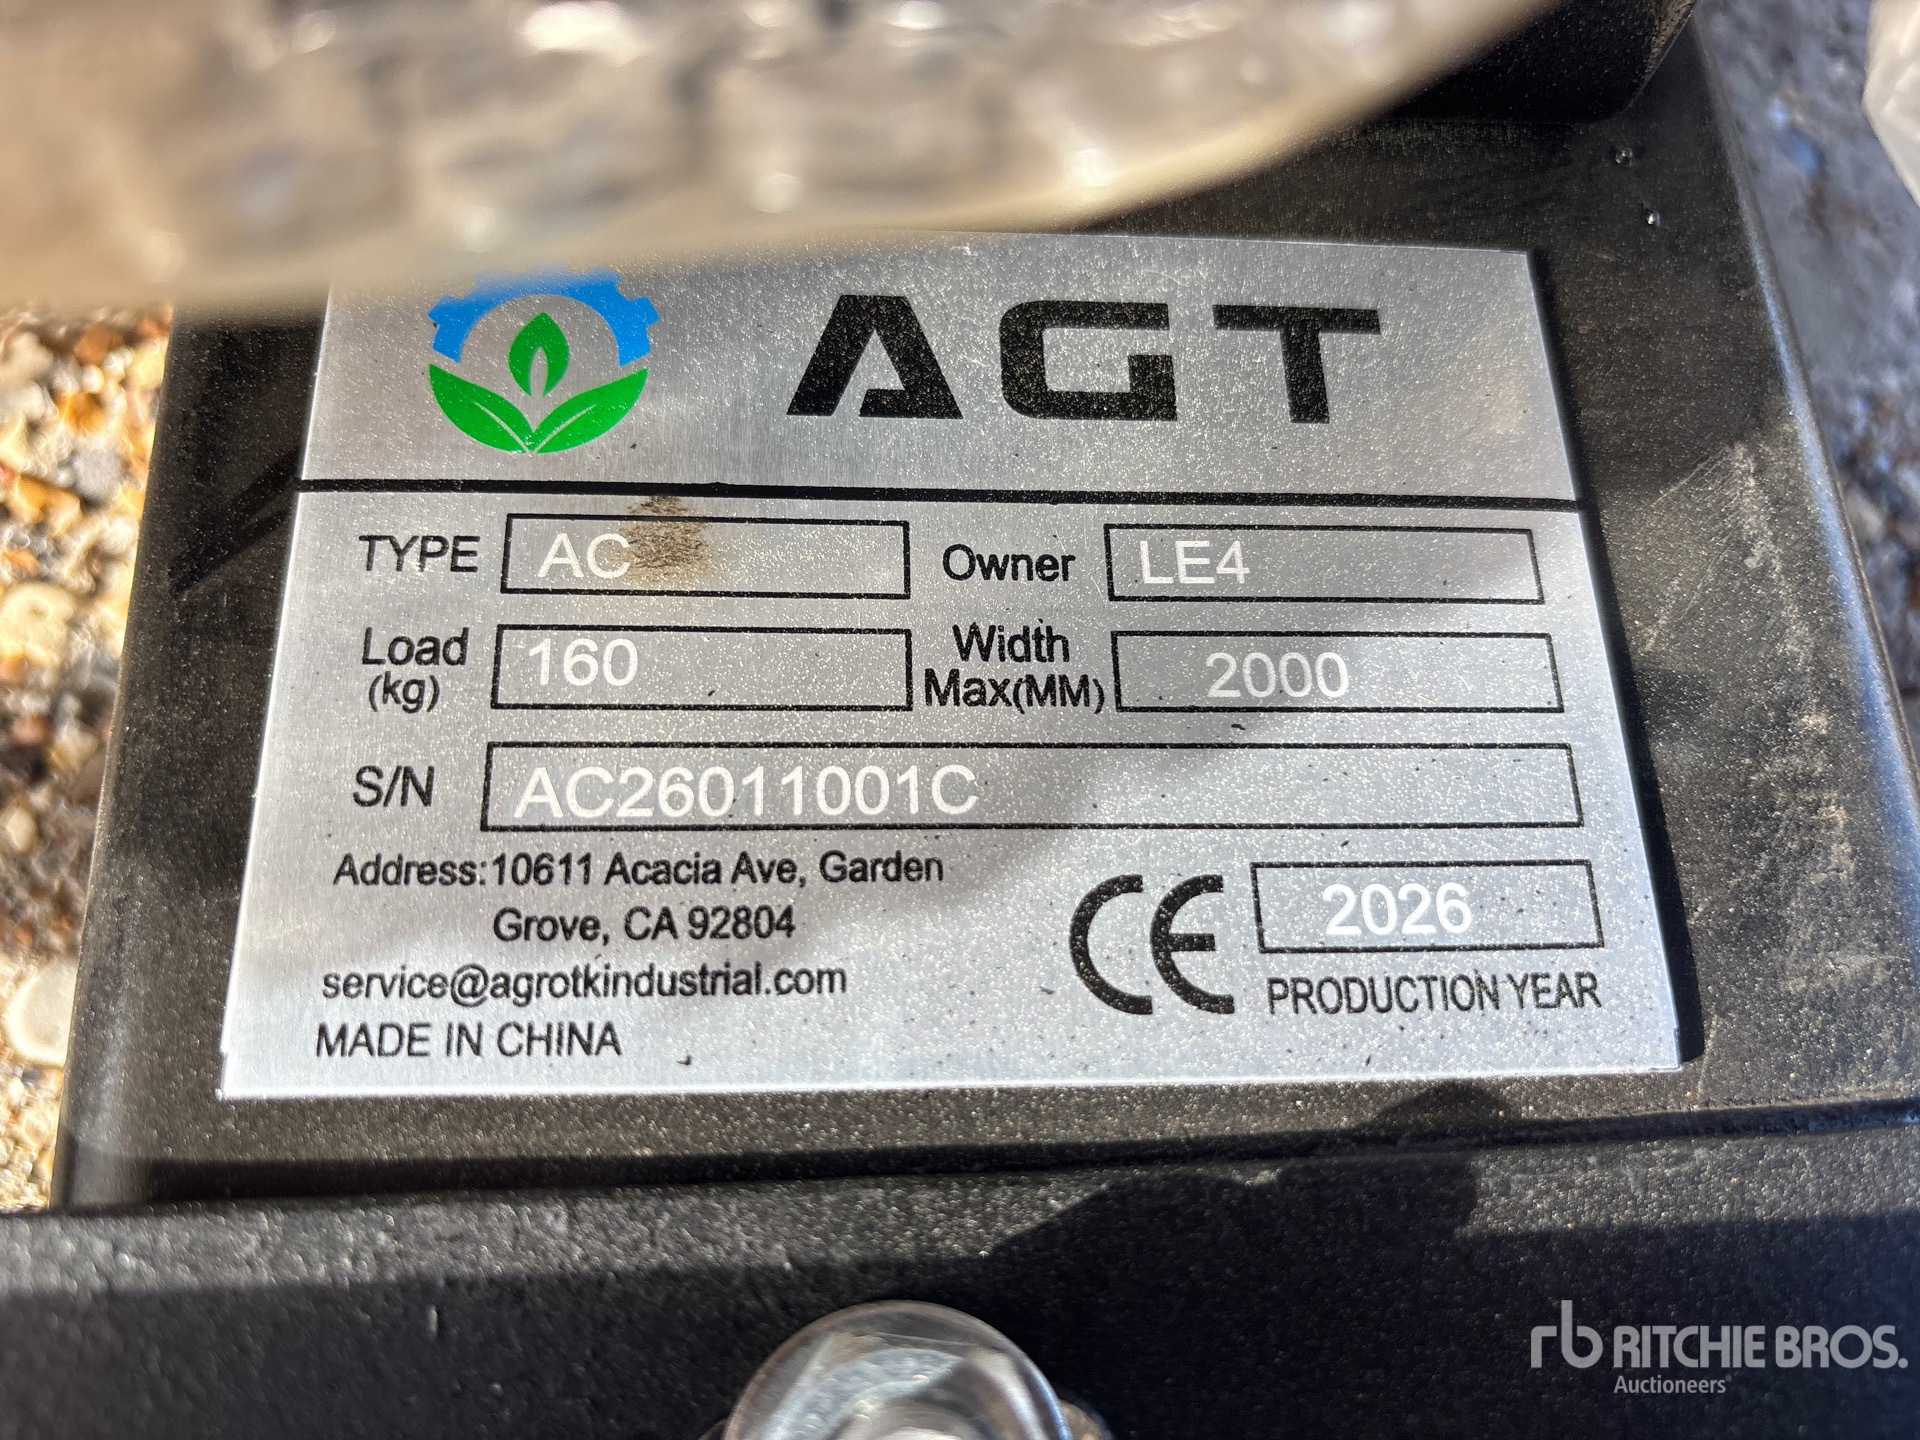 AGT
TYPE AC Owner LE4
Load (kg) 160 Width Max(MM) 2000
S/N AC26011001C
Address:10611 Acacia Ave, Garden
Grove, CA 92804
service@agrotkindustrial.com
MADE IN CHINA
CE 2026
PRODUCTION YEAR
rb RITCHIE BROS.
Auctioneers